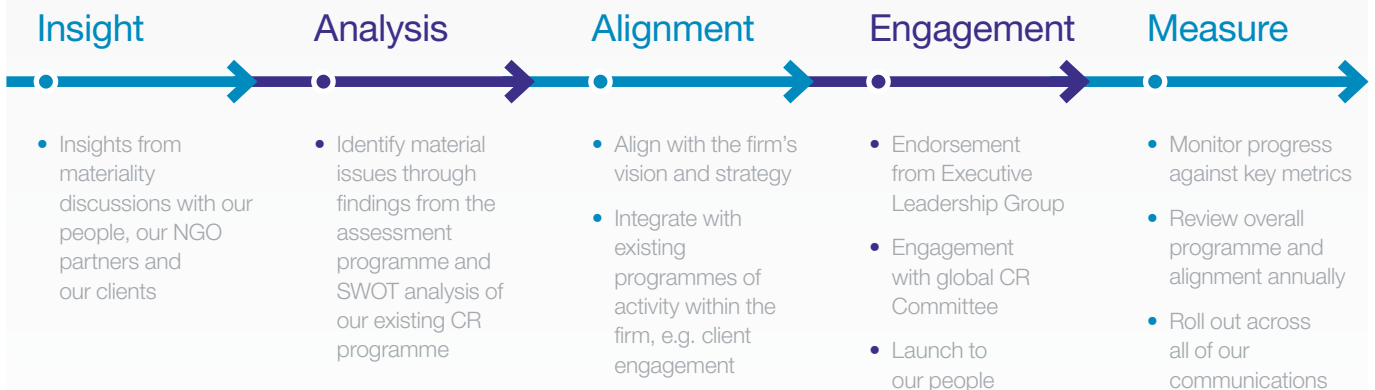 Insight
Analysis
Alignment
Engagement
Measure
• Insights from
materiality
discussions with our
people, our NGO
partners and
our clients
• Identify material
issues through
findings from the
assessment
programme and
SWOT analysis of
our existing CR
programme
• Align with the firm’s
vision and strategy
• Integrate with
existing
programmes of
activity within the
firm, e.g. client
engagement
• Endorsement
from Executive
Leadership Group
• Engagement
with global CR
Committee
• Launch to
our people
• Monitor progress
against key metrics
• Review overall
programme and
alignment annually
• Roll out across
all of our
communications